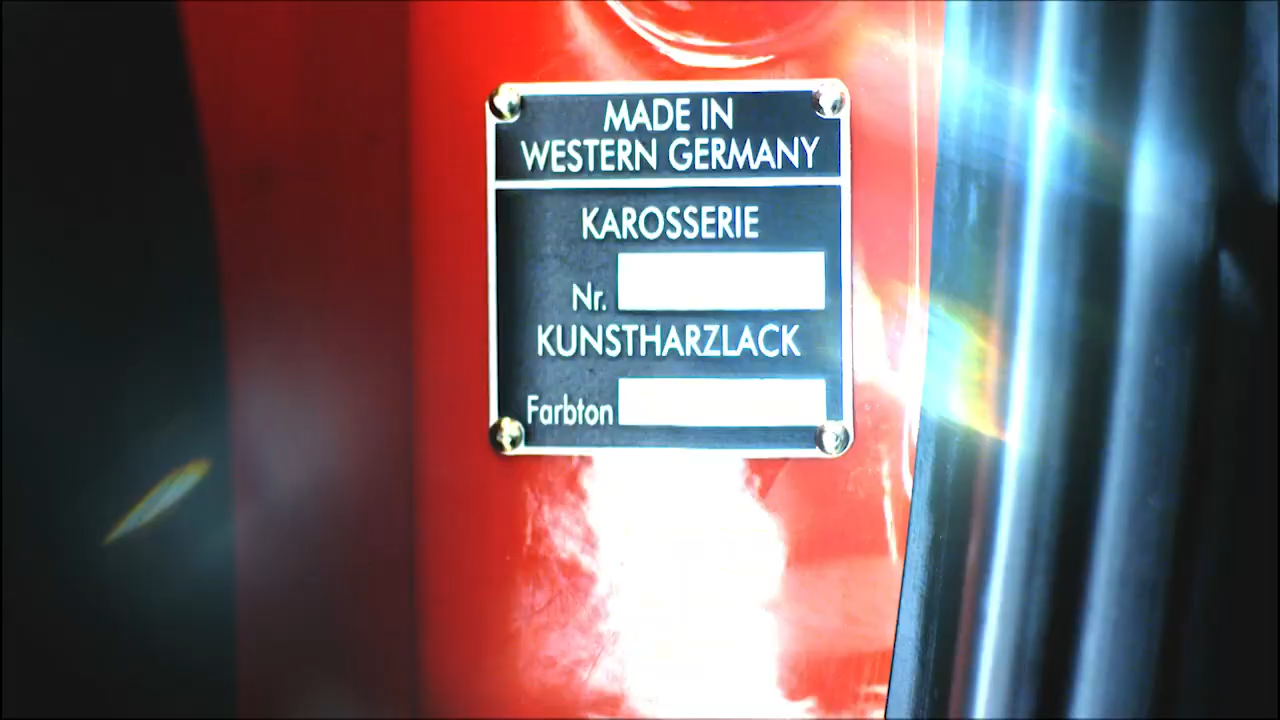 MADE IN
WESTERN GERMANY
KAROSSERIE
Nr.
KUNSTHARZLACK
Farbton